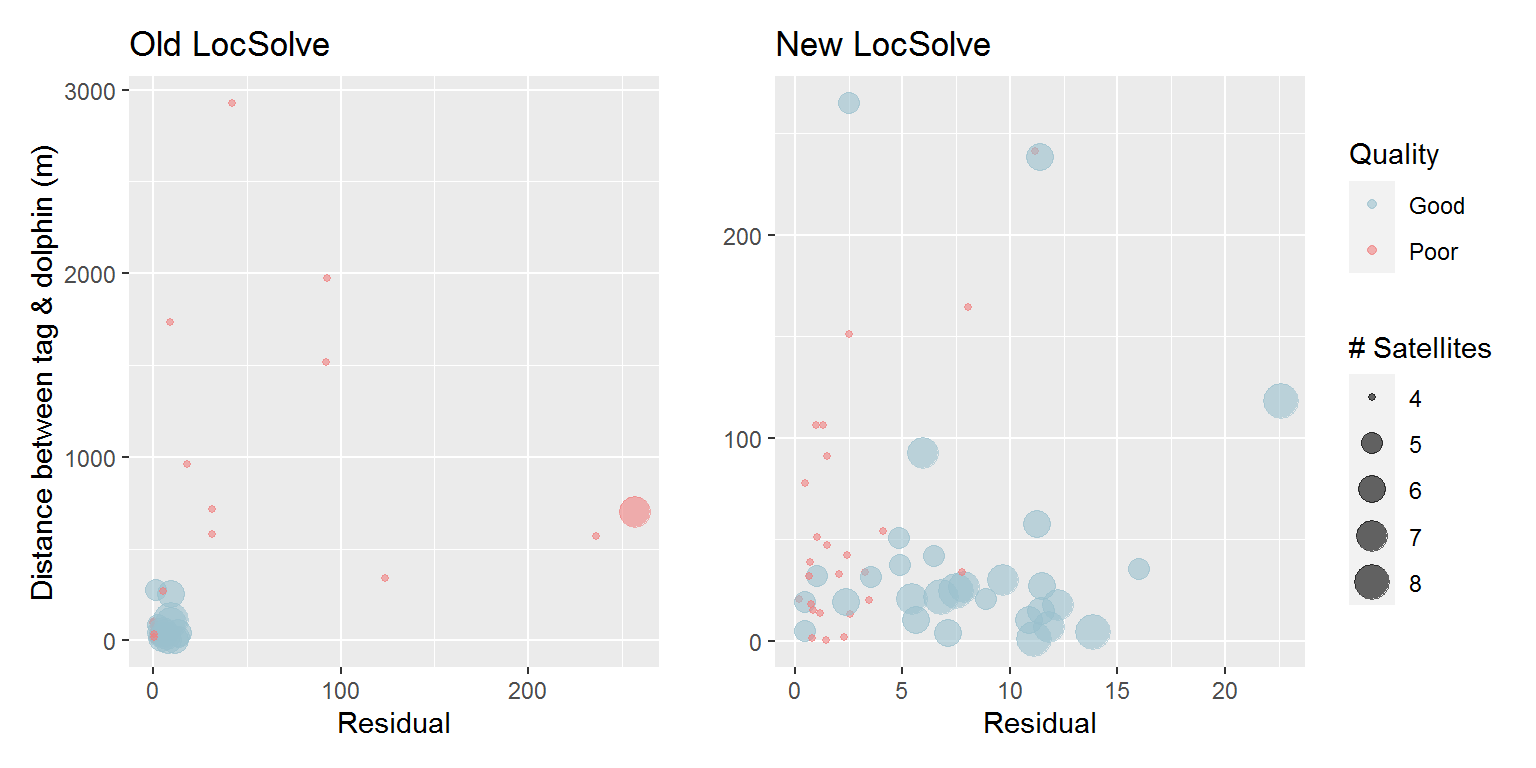 Old LocSolve
New LocSolve
Distance between tag & dolphin (m)
3000
2000
1000
0
0
100
200
Residual
200
100
0
0
5
10
15
20
Residual
Quality
Good
Poor
# Satellites
4
5
6
7
8